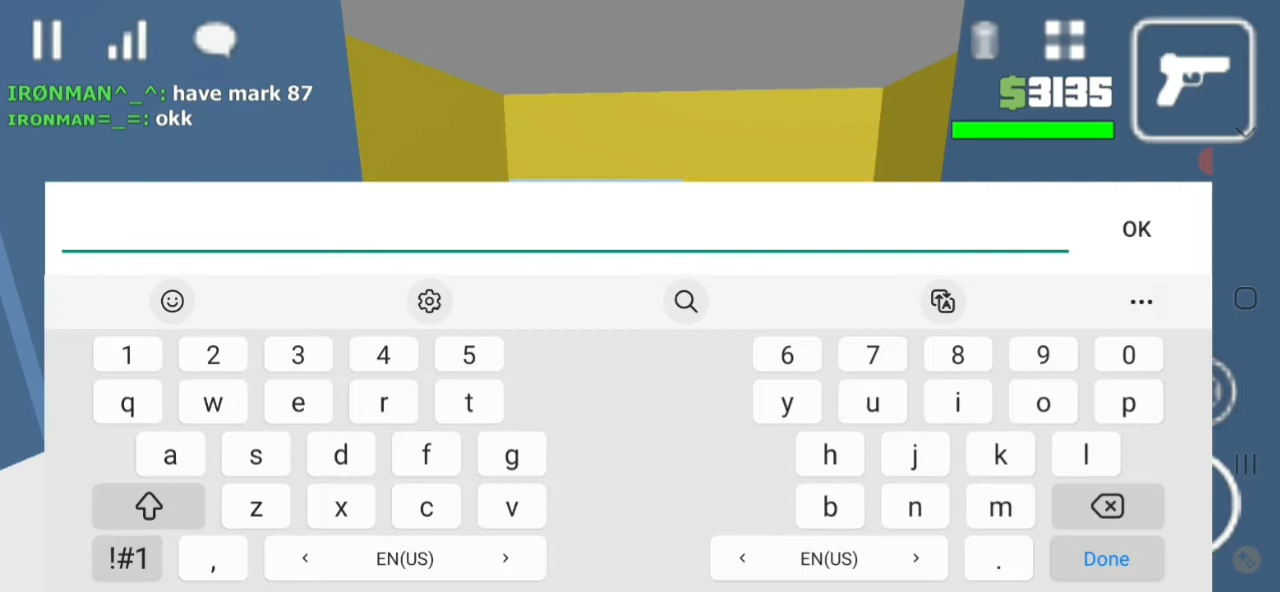 IRØNMAN^_^: have mark 87
IRONMAN=_=: okk
$3135
OK
1 2 3 4 5 6 7 8 9 0
q w e r t y u i o p
a s d f g h j k l
z x c v b n m
!#1 , < EN(US) > < EN(US) > . Done